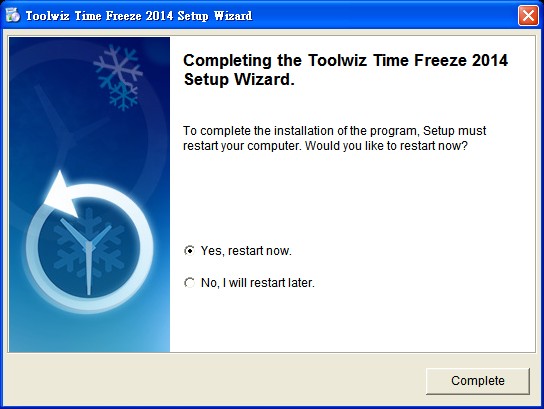 Toolwiz Time Freeze 2014 Setup Wizard
Completing the Toolwiz Time Freeze 2014
Setup Wizard.
To complete the installation of the program, Setup must
restart your computer. Would you like to restart now?
Yes, restart now.
No, I will restart later.
Complete